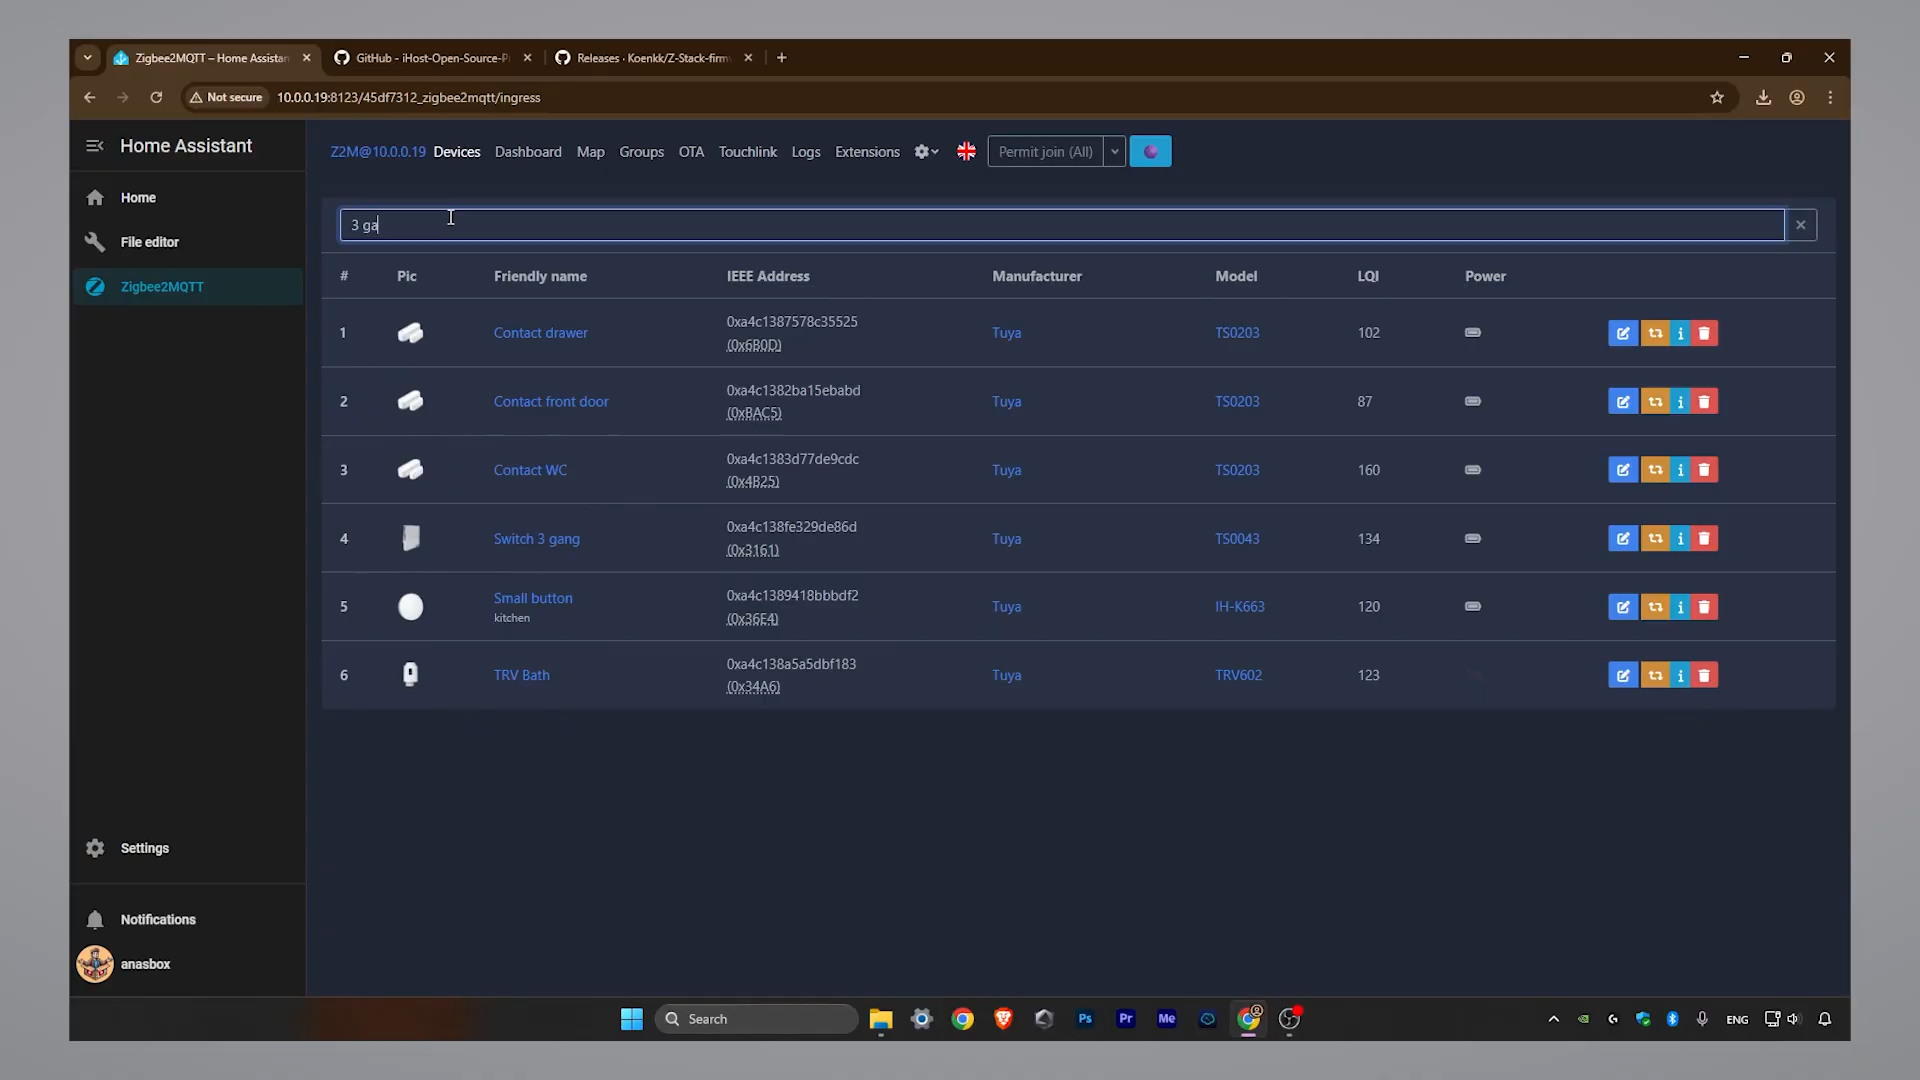 Zigbee2MQTT – Home Assistan
GitHub - iHost-Open-Source-P
Releases · Koenkk/Z-Stack-firm
Not secure
10.0.0.19:8123/45df7312_zigbee2mqtt/ingress
Home Assistant
Home
File editor
Zigbee2MQTT
Settings
Notifications
anasbox
Z2M@10.0.0.19 Devices Dashboard Map Groups OTA Touchlink Logs Extensions Permit join (All)
3 ga
# Pic Friendly name IEEE Address Manufacturer Model LQI Power
1 Contact drawer 0xa4c1387578c35525 Tuya TS0203 102
(0x6B0D)
2 Contact front door 0xa4c1382ba15ebabd Tuya TS0203 87
(0xBAC5)
3 Contact WC 0xa4c1383d77de9cdc Tuya TS0203 160
(0x4B25)
4 Switch 3 gang 0xa4c138fe329de86d Tuya TS0043 134
(0x3161)
5 Small button 0xa4c1389418bbbdf2 Tuya IH-K663 120
kitchen (0x36E4)
6 TRV Bath 0xa4c138a5a5dbf183 Tuya TRV602 123
(0x34A6)
Search
Ps
Pr
Me
ENG